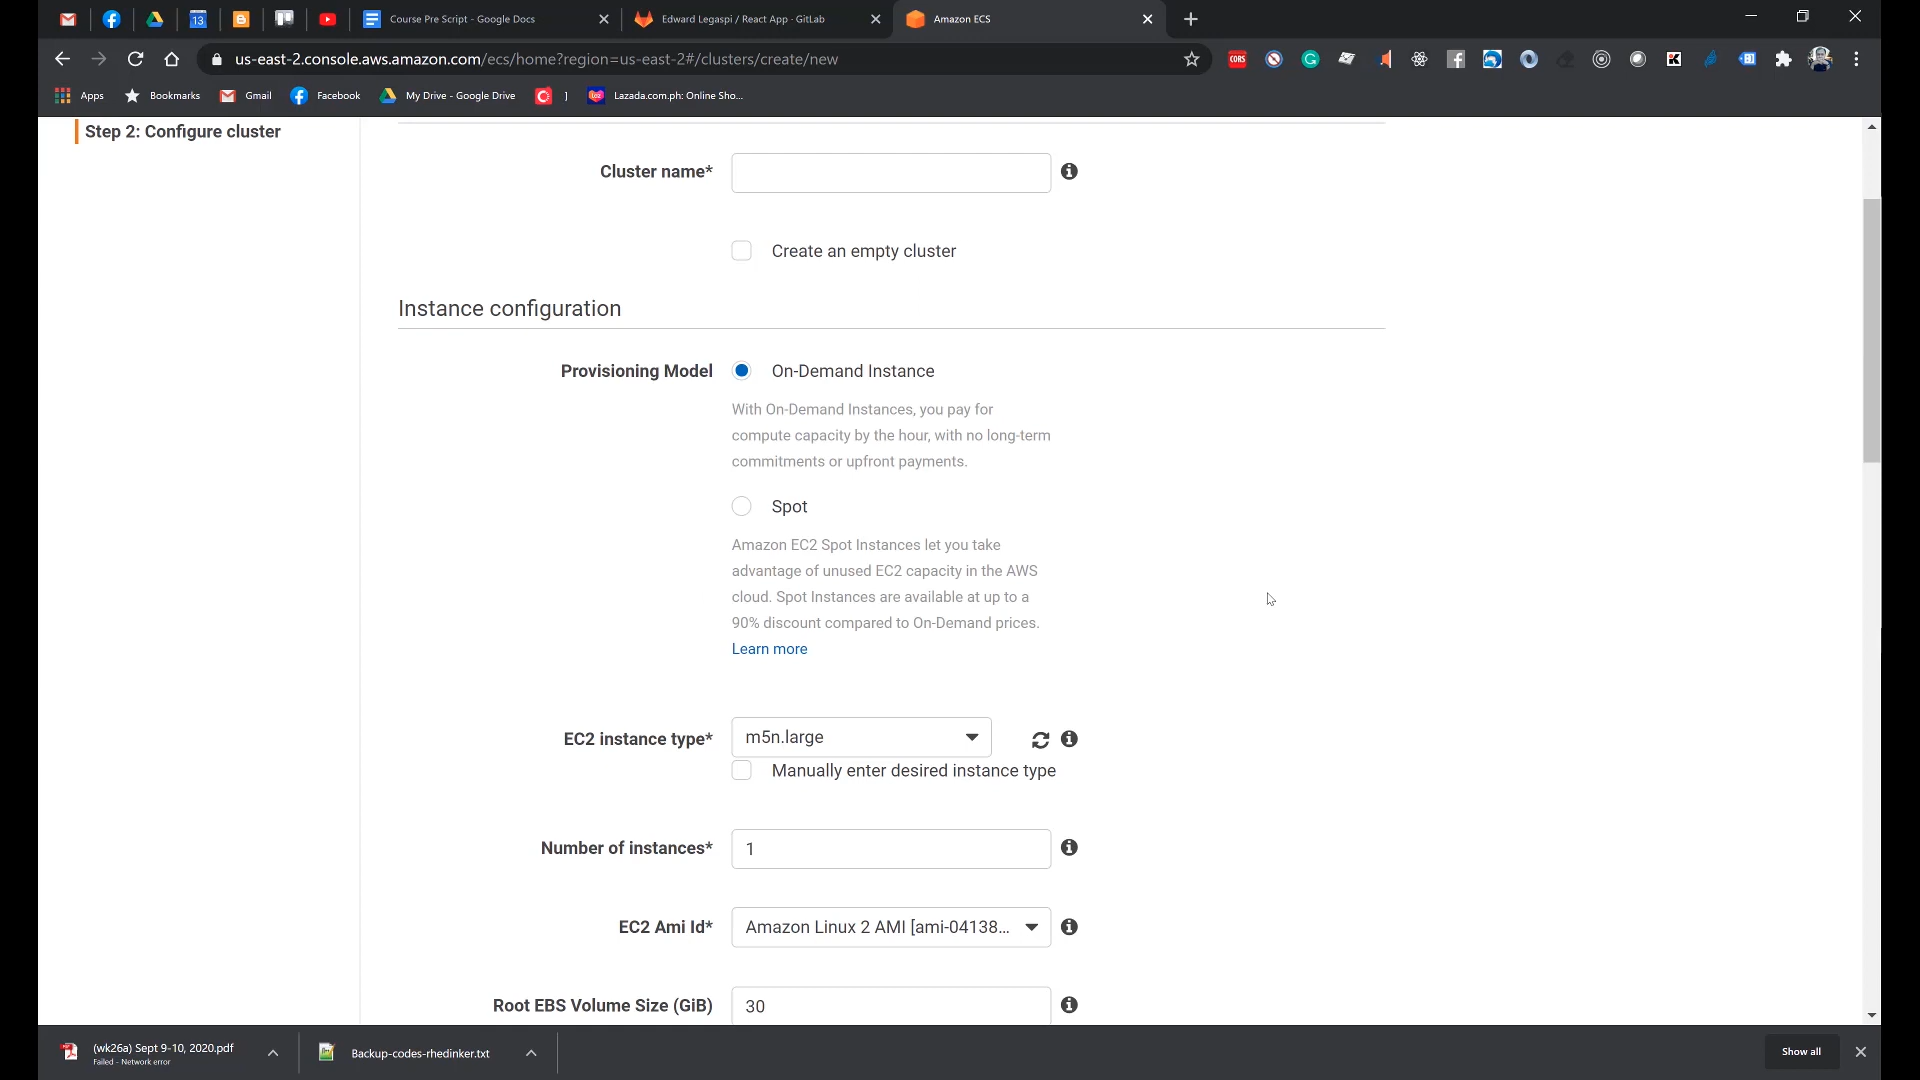 13
Course Pre Script - Google Docs
Edward Legaspi / React App · GitLab
Amazon ECS
us-east-2.console.aws.amazon.com/ecs/home?region=us-east-2#/clusters/create/new
CORS
Apps
Bookmarks
Gmail
Facebook
My Drive - Google Drive
]
Lazada.com.ph: Online Sho...
Step 2: Configure cluster
Cluster name*
Create an empty cluster
Instance configuration
Provisioning Model
On-Demand Instance
With On-Demand Instances, you pay for
compute capacity by the hour, with no long-term
commitments or upfront payments.
Spot
Amazon EC2 Spot Instances let you take
advantage of unused EC2 capacity in the AWS
cloud. Spot Instances are available at up to a
90% discount compared to On-Demand prices.
Learn more
EC2 instance type*
m5n.large
Manually enter desired instance type
Number of instances*
1
EC2 Ami Id*
Amazon Linux 2 AMI [ami-04138...
Root EBS Volume Size (GiB)
30
(wk26a) Sept 9-10, 2020.pdf
Failed - Network error
Backup-codes-rhedinker.txt
Show all